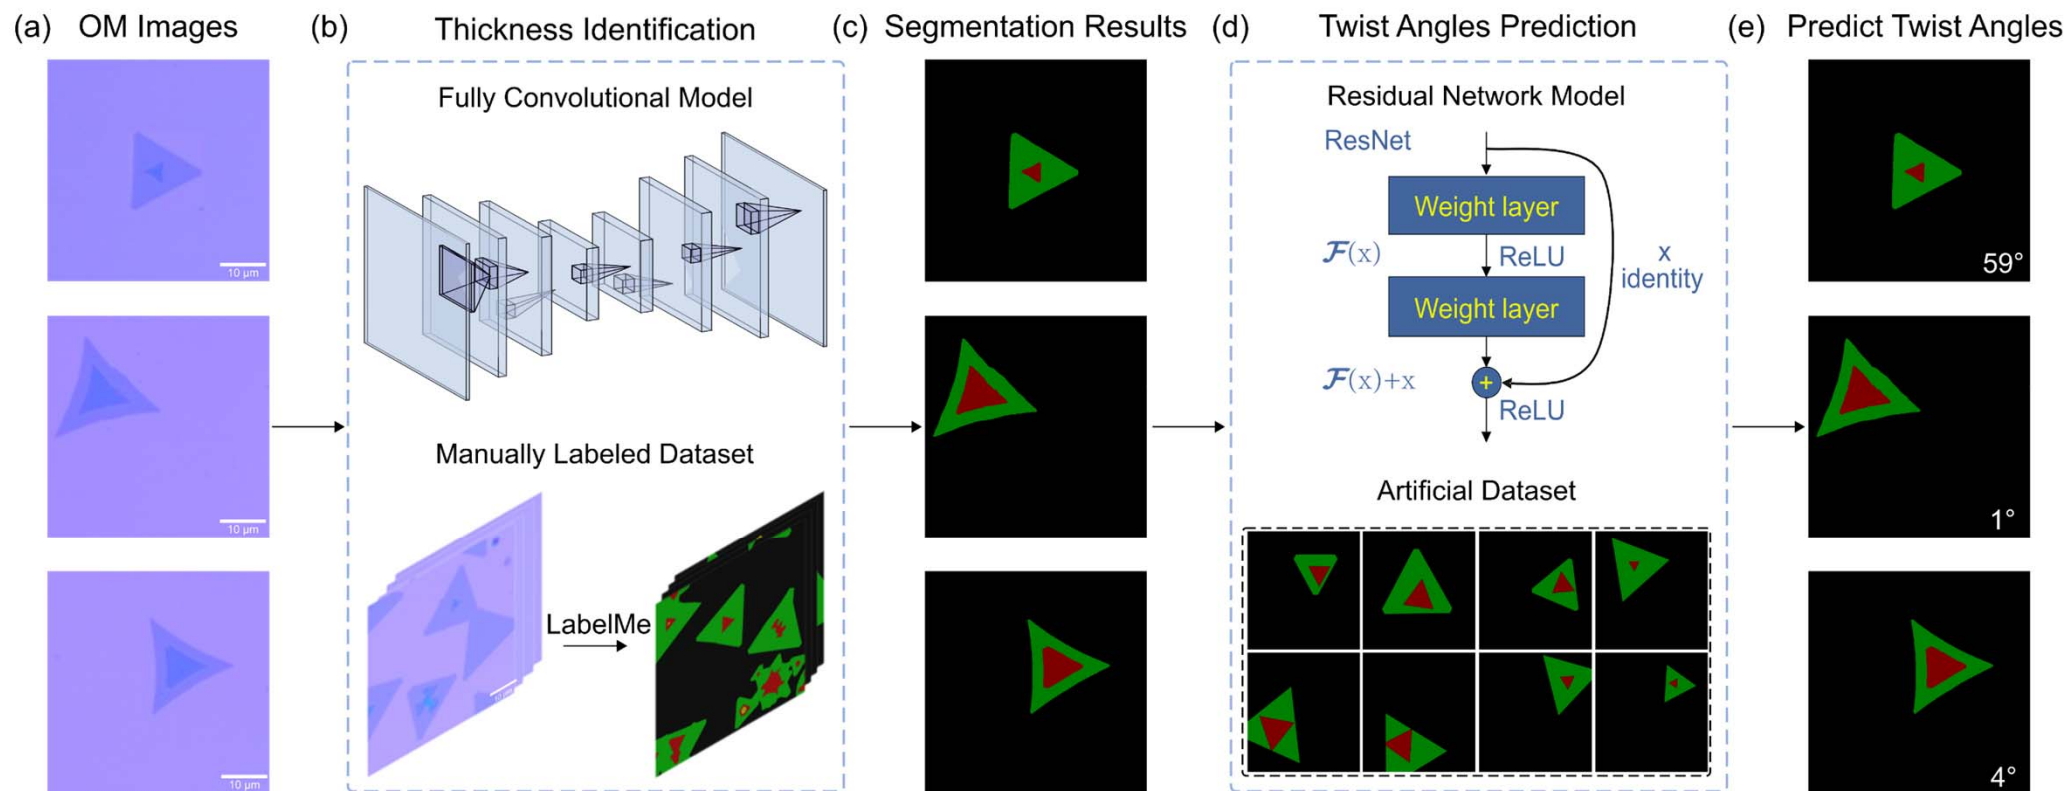 (a) OM Images
10 μm
10 μm
10 μm
(b) Thickness Identification
Fully Convolutional Model
Manually Labeled Dataset
LabelMe
10 μm
(c) Segmentation Results
(d) Twist Angles Prediction
Residual Network Model
ResNet
Weight layer
𝓕(x) ReLU
x
identity
Weight layer
𝓕(x)+x
+
ReLU
Artificial Dataset
(e) Predict Twist Angles
59°
1°
4°